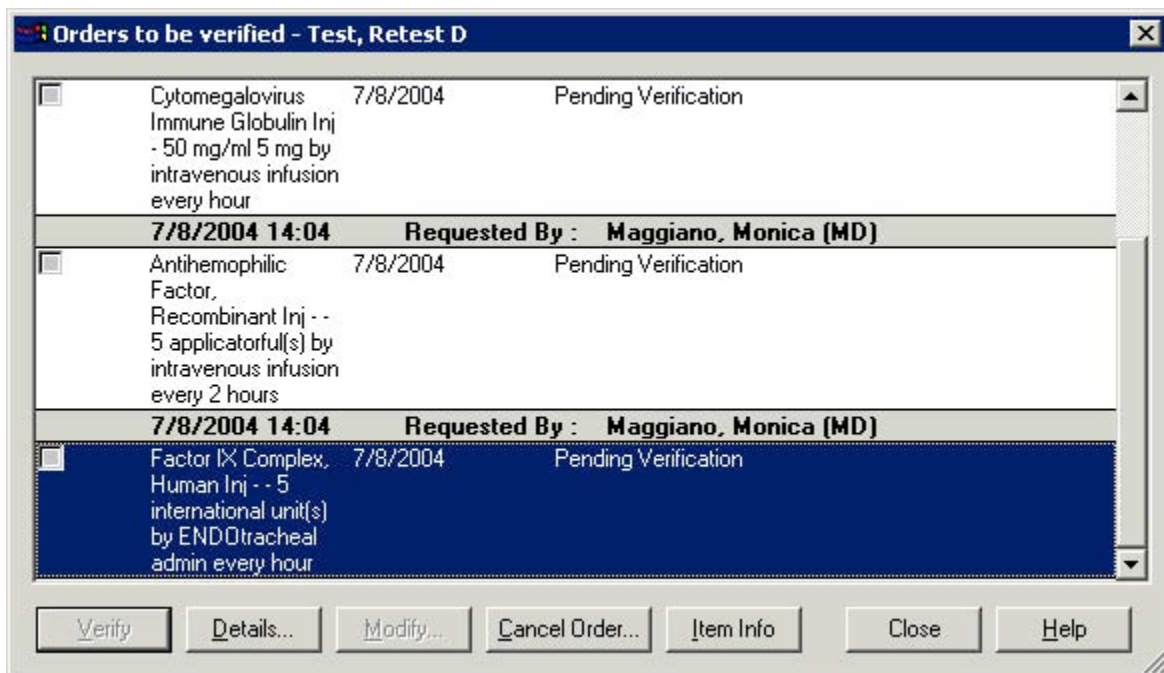 Orders to be verified - Test, Retest D
Cytomegalovirus 7/8/2004 Pending Verification
Immune Globulin Inj
- 50 mg/ml 5 mg by
intravenous infusion
every hour
7/8/2004 14:04 Requested By : Maggiano, Monica (MD)
Antihemophilic 7/8/2004 Pending Verification
Factor,
Recombinant Inj - -
5 applicatorful(s) by
intravenous infusion
every 2 hours
7/8/2004 14:04 Requested By : Maggiano, Monica (MD)
Factor IX Complex, 7/8/2004 Pending Verification
Human Inj - - 5
international unit(s)
by ENDOtracheal
admin every hour
Verify Details... Modify... Cancel Order... Item Info Close Help